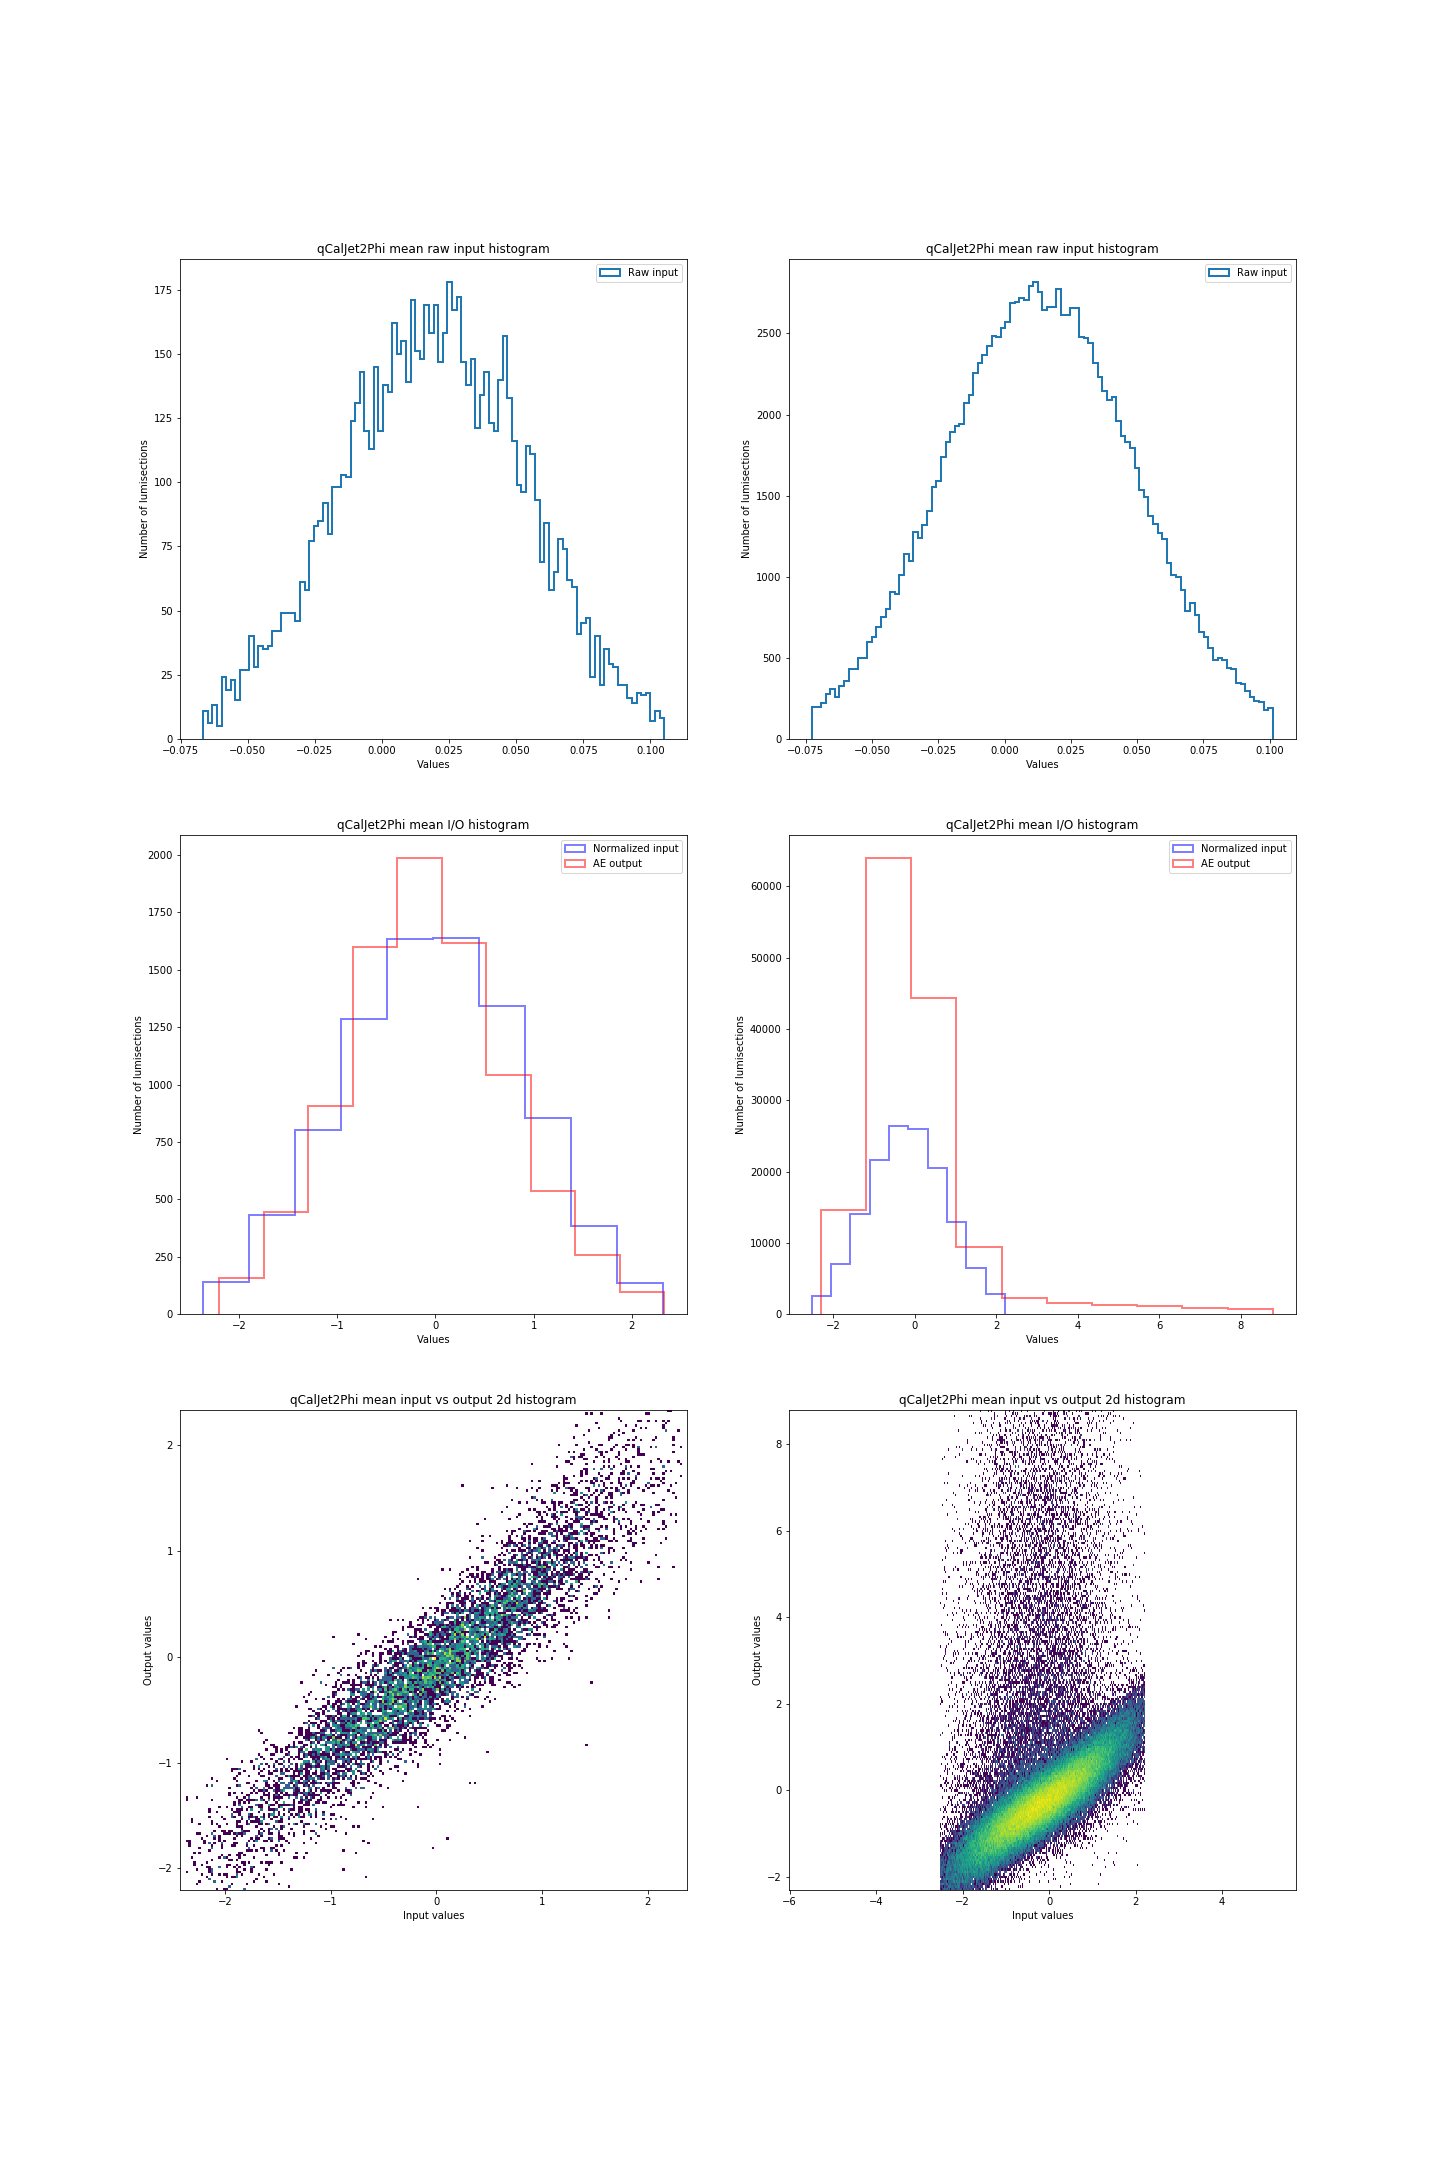 qCalJet2Phi mean raw input histogram
Raw input
175
150
125
100
75
50
25
0
Number of lumisections
−0.075 −0.050 −0.025 0.000 0.025 0.050 0.075 0.100
Values
qCalJet2Phi mean raw input histogram
Raw input
2500
2000
1500
1000
500
0
Number of lumisections
−0.075 −0.050 −0.025 0.000 0.025 0.050 0.075 0.100
Values
qCalJet2Phi mean I/O histogram
Normalized input
AE output
2000
1750
1500
1250
1000
750
500
250
0
Number of lumisections
−2 −1 0 1 2
Values
qCalJet2Phi mean I/O histogram
Normalized input
AE output
60000
50000
40000
30000
20000
10000
0
Number of lumisections
−2 0 2 4 6 8
Values
qCalJet2Phi mean input vs output 2d histogram
2
1
0
−1
−2
Output values
−2 −1 0 1 2
Input values
qCalJet2Phi mean input vs output 2d histogram
8
6
4
2
0
−2
Output values
−6 −4 −2 0 2 4
Input values